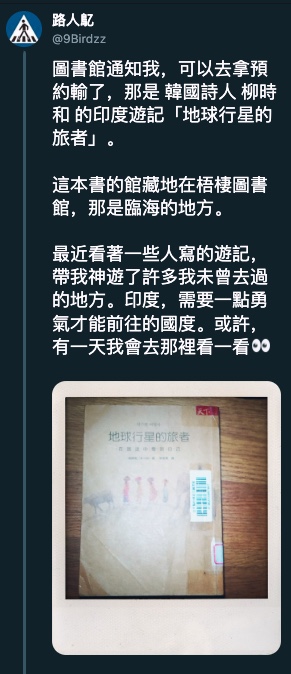 路人甝
@9Birdzz
圖書館通知我，可以去拿預
約輸了，那是 韓國詩人 柳時
和 的印度遊記「地球行星的
旅者」。
這本書的館藏地在梧棲圖書
館，那是臨海的地方。
最近看著一些人寫的遊記，
帶我神遊了許多我未曾去過
的地方。印度，需要一點勇
氣才能前往的國度。或許，
有一天我會去那裡看一看👀
天下
地球行星的旅者